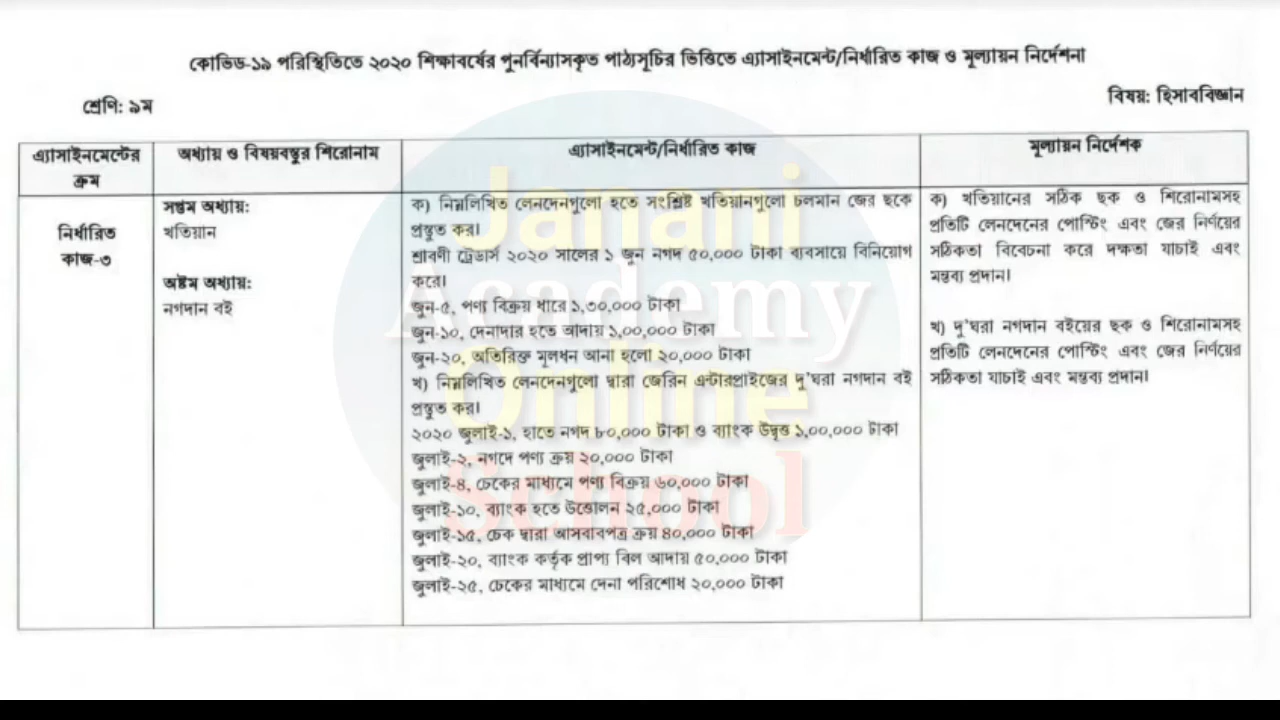 কোভিড-১৯ পরিস্থিতিতে ২০২০ শিক্ষাবর্ষের পুনর্বিন্যাসকৃত পাঠ্যসূচির ভিত্তিতে এ্যাসাইনমেন্ট/নির্ধারিত কাজ ও মূল্যায়ন নির্দেশনা
শ্রেণি: ৯ম
বিষয়: হিসাববিজ্ঞান
এ্যাসাইনমেন্টের
ক্রম
অধ্যায় ও বিষয়বস্তুর শিরোনাম
এ্যাসাইনমেন্ট/নির্ধারিত কাজ
মূল্যায়ন নির্দেশক
নির্ধারিত
কাজ-৩
সপ্তম অধ্যায়:
খতিয়ান
অষ্টম অধ্যায়:
নগদান বই
ক) নিম্নলিখিত লেনদেনগুলো হতে সংশ্লিষ্ট খতিয়ানগুলো চলমান জের ছকে
প্রস্তুত কর।
শ্রাবণী ট্রেডার্স ২০২০ সালের ১ জুন নগদ ৫০,০০০ টাকা ব্যবসায়ে বিনিয়োগ
করে।
জুন-৫, পণ্য বিক্রয় ধারে ১,৩০,০০০ টাকা
জুন-১০, দেনাদার হতে আদায় ১,০০,০০০ টাকা
জুন-২০, অতিরিক্ত মূলধন আনা হলো ২০,০০০ টাকা
খ) নিম্নলিখিত লেনদেনগুলো দ্বারা জেরিন এন্টারপ্রাইজের দু'ঘরা নগদান বই
প্রস্তুত কর।
২০২০ জুলাই-১, হাতে নগদ ৮০,০০০ টাকা ও ব্যাংক উদ্বৃত্ত ১,০০,০০০ টাকা
জুলাই-২, নগদে পণ্য ক্রয় ২০,০০০ টাকা
জুলাই-৪, চেকের মাধ্যমে পণ্য বিক্রয় ৬০,০০০ টাকা
জুলাই-১০, ব্যাংক হতে উত্তোলন ২৫,০০০ টাকা
জুলাই-১৫, চেক দ্বারা আসবাবপত্র ক্রয় ৪০,০০০ টাকা
জুলাই-২০, ব্যাংক কর্তৃক প্রাপ্য বিল আদায় ৫০,০০০ টাকা
জুলাই-২৫, চেকের মাধ্যমে দেনা পরিশোধ ২০,০০০ টাকা
ক) খতিয়ানের সঠিক ছক ও শিরোনামসহ
প্রতিটি লেনদেনের পোস্টিং এবং জের নির্ণয়ের
সঠিকতা বিবেচনা করে দক্ষতা যাচাই এবং
মন্তব্য প্রদান।
খ) দু'ঘরা নগদান বইয়ের ছক ও শিরোনামসহ
প্রতিটি লেনদেনের পোস্টিং এবং জের নির্ণয়ের
সঠিকতা যাচাই এবং মন্তব্য প্রদান।
Janani
Academy
Online
School